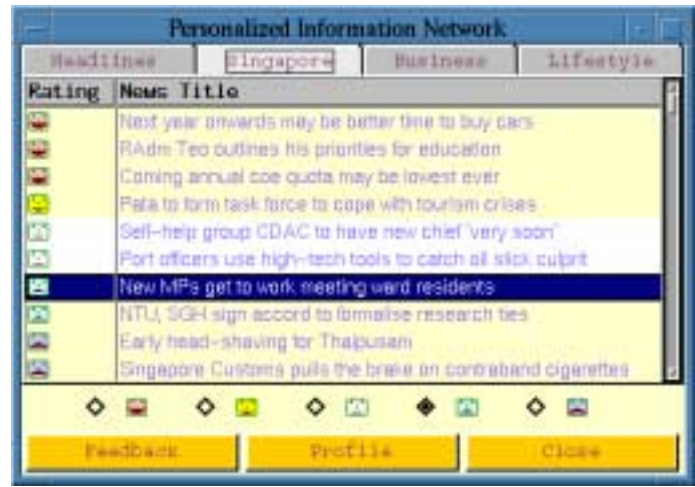 Personalized Information Network
Headlines Singapore Business Lifestyle
Rating News Title
Next year onwards may be better time to buy cars
RAdm Teo outlines his priorities for education
Coming annual coe quota may be lowest ever
Pata to form task force to cope with tourism crises
Self-help group CDAC to have new chief 'very soon'
Port officers use high-tech tools to catch oil slick culprit
New MPs get to work meeting ward residents
NTU, SGH sign accord to formalise research ties
Early head-shaving for Thaipusam
Singapore Customs pulls the brake on contraband cigarettes
Feedback Profile Close